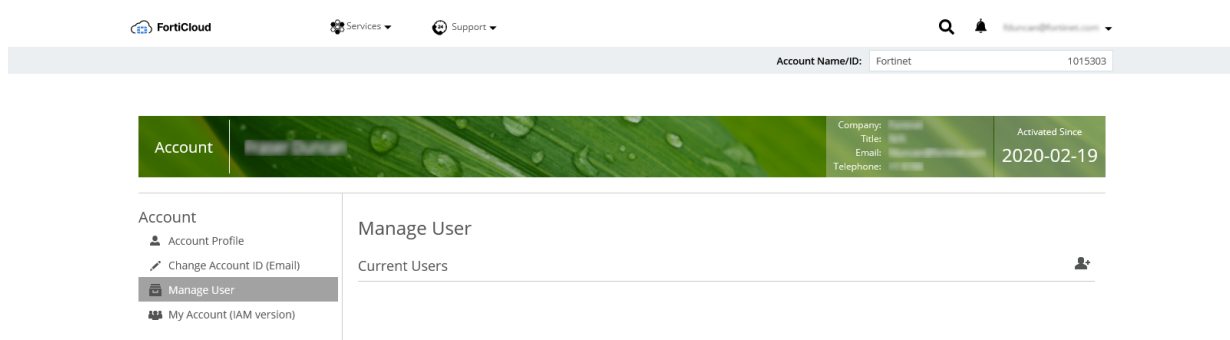 FortiCloud
Services
Support
Account Name/ID: Fortinet 1015303
Account
Company:
Title:
Email:
Telephone:
Activated Since
2020-02-19
Account
Account Profile
Change Account ID (Email)
Manage User
My Account (IAM version)
Manage User
Current Users